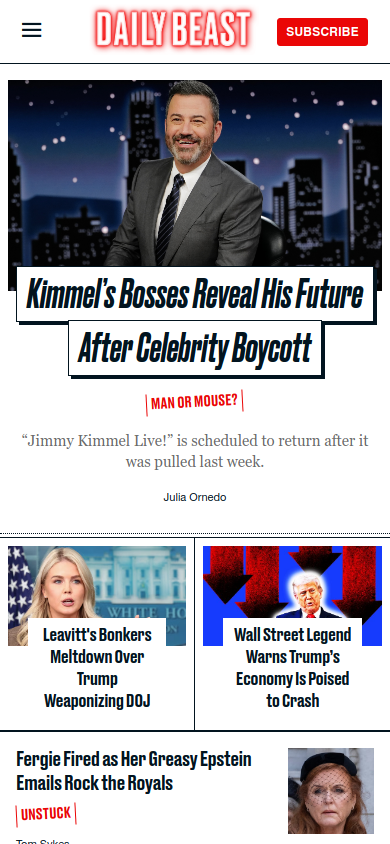 DAILY BEAST
SUBSCRIBE
Kimmel's Bosses Reveal His Future
After Celebrity Boycott
MAN OR MOUSE?
“Jimmy Kimmel Live!” is scheduled to return after it
was pulled last week.
Julia Ornedo
THE WHITE HO
Leavitt's Bonkers
Meltdown Over
Trump
Weaponizing DOJ
Wall Street Legend
Warns Trump's
Economy Is Poised
to Crash
Fergie Fired as Her Greasy Epstein
Emails Rock the Royals
UNSTUCK
Tom Sykes